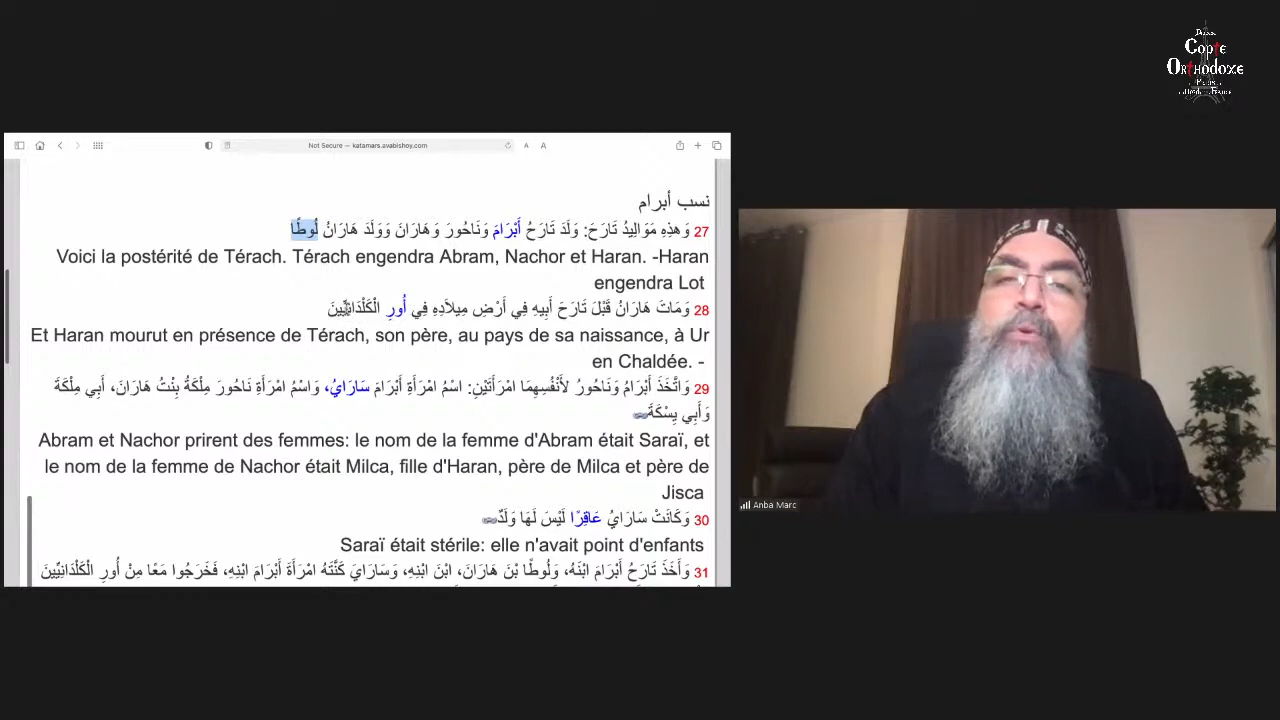 Copte
Orthodoxe
Not Secure — katamars.avabishoy.com
A A
نسب أبرام
27 وَهذِهِ مَوَالِيدُ تَارَحَ: وَلَدَ تَارَحُ أَبْرَامَ وَنَاحُورَ وَهَارَانَ وَوَلَدَ هَارَانُ لُوطًا
Voici la postérité de Térach. Térach engendra Abram, Nachor et Haran. -Haran
engendra Lot
28 وَمَاتَ هَارَانُ قَبْلَ تَارَحَ أَبِيهِ فِي أَرْضِ مِيلاَدِهِ فِي أُورِ الْكَلْدَانِيِّينَ
Et Haran mourut en présence de Térach, son père, au pays de sa naissance, à Ur
en Chaldée. -
29 وَاتَّخَذَ أَبْرَامُ وَنَاحُورُ لأَنْفُسِهِمَا امْرَأَتَيْنِ: اسْمُ امْرَأَةِ أَبْرَامَ سَارَايُ، وَاسْمُ امْرَأَةِ نَاحُورَ مِلْكَةُ بِنْتُ هَارَانَ، أَبِي مِلْكَةَ
وَأَبِي يِسْكَةَ
Abram et Nachor prirent des femmes: le nom de la femme d'Abram était Saraï, et
le nom de la femme de Nachor était Milca, fille d'Haran, père de Milca et père de
Jisca
30 وَكَانَتْ سَارَايُ عَاقِرًا لَيْسَ لَهَا وَلَدٌ
Saraï était stérile: elle n'avait point d'enfants
31 وَأَخَذَ تَارَحُ أَبْرَامَ ابْنَهُ، وَلُوطًا بْنَ هَارَانَ، ابْنَ ابْنِهِ، وَسَارَايَ كَنَّتَهُ امْرَأَةَ أَبْرَامَ ابْنِهِ، فَخَرَجُوا مَعًا مِنْ أُورِ الْكَلْدَانِيِّينَ
Anba Marc